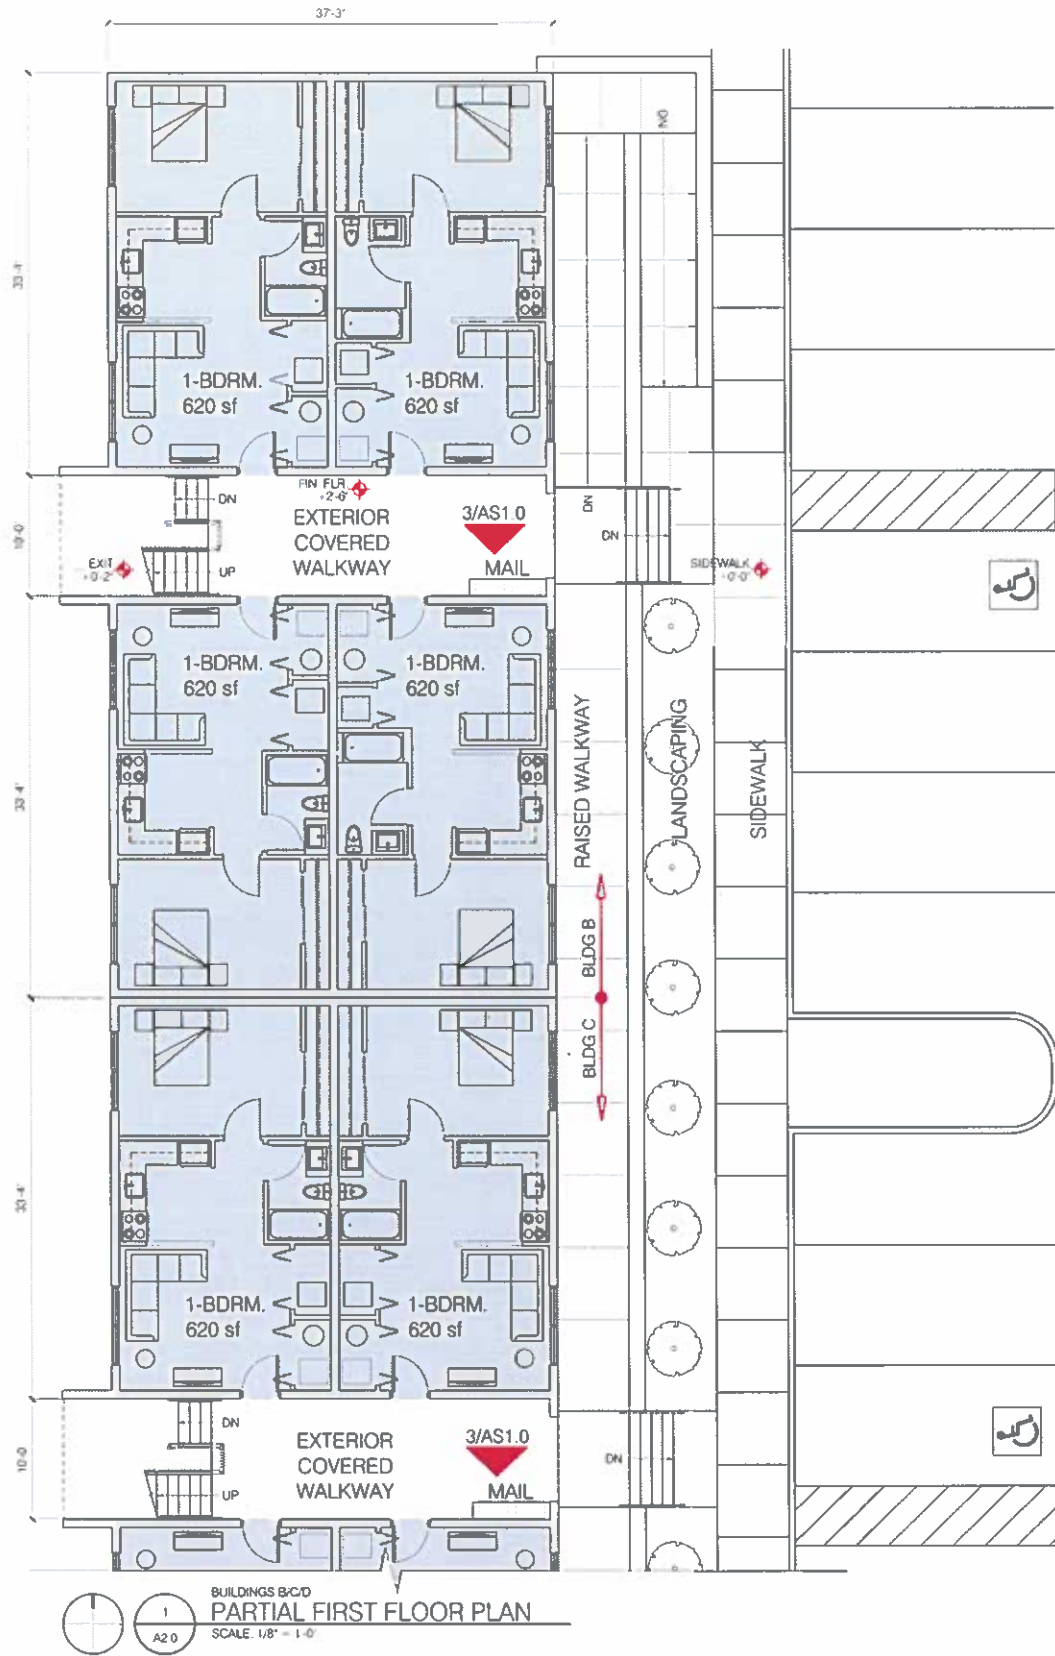 37'-3"
DN
33'-4"
1-BDRM.
620 sf
1-BDRM.
620 sf
10'-0"
DN
UP
EXIT
+0'-2"
FIN FLR
+2'-6"
EXTERIOR
COVERED
WALKWAY
3/AS1.0
MAIL
DN
DN
SIDEWALK
+0'-0"
33'-4"
1-BDRM.
620 sf
1-BDRM.
620 sf
RAISED WALKWAY
LANDSCAPING
SIDEWALK
BLDG B
BLDG C
33'-4"
1-BDRM.
620 sf
1-BDRM.
620 sf
10'-0
DN
UP
EXTERIOR
COVERED
WALKWAY
3/AS1.0
MAIL
DN
1
A2.0
BUILDINGS B/C/D
PARTIAL FIRST FLOOR PLAN
SCALE: 1/8" = 1'-0"